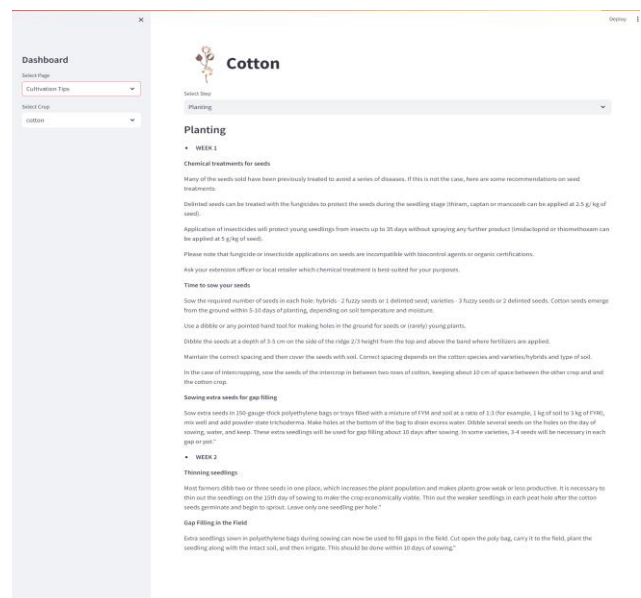 Deploy
Dashboard
Select Page
Cultivation Tips
Select Crop
cotton
Cotton
Select Step
Planting
Planting
• WEEK 1
Chemical treatments for seeds
Many of the seeds sold have been previously treated to avoid a series of diseases. If this is not the case, here are some recommendations on seed
treatments.
Delinted seeds can be treated with the fungicides to protect the seeds during the seedling stage (thiram, captan or mancozeb can be applied at 2.5 g/ kg of
seed).
Application of insecticides will protect young seedlings from insects up to 35 days without spraying any further product (imidacloprid or thiomethoxam can
be applied at 5 g/kg of seed).
Please note that fungicide or insecticide applications on seeds are incompatible with biocontrol agents or organic certifications.
Ask your extension officer or local retailer which chemical treatment is best-suited for your purposes.
Time to sow your seeds
Sow the required number of seeds in each hole: hybrids - 2 fuzzy seeds or 1 delinted seed; varieties - 3 fuzzy seeds or 2 delinted seeds. Cotton seeds emerge
from the ground within 5-10 days of planting, depending on soil temperature and moisture.
Use a dibble or any pointed hand tool for making holes in the ground for seeds or (rarely) young plants.
Dibble the seeds at a depth of 3-5 cm on the side of the ridge 2/3 height from the top and above the band where fertilizers are applied.
Maintain the correct spacing and then cover the seeds with soil. Correct spacing depends on the cotton species and varieties/hybrids and type of soil.
In the case of intercropping, sow the seeds of the intercrop in between two rows of cotton, keeping about 10 cm of space between the other crop and and
the cotton crop.
Sowing extra seeds for gap filling
Sow extra seeds in 250-gauge-thick polyethylene bags or trays filled with a mixture of FYM and soil at a ratio of 1:3 (for example, 1 kg of soil to 3 kg of FYM),
mix well and add powder-state trichoderma. Make holes at the bottom of the bag to drain excess water. Dibble several seeds on the holes on the day of
sowing, water, and keep. These extra seedlings will be used for gap filling about 10 days after sowing. In some varieties, 3-4 seeds will be necessary in each
gap or pot."
• WEEK 2
Thinning seedlings
Most farmers dibb two or three seeds in one place, which increases the plant population and makes plants grow weak or less productive. It is necessary to
thin out the seedlings on the 15th day of sowing to make the crop economically viable. Thin out the weaker seedlings in each peat hole after the cotton
seeds germinate and begin to sprout. Leave only one seedling per hole."
Gap Filling in the Field
Extra seedlings sown in polyethylene bags during sowing can now be used to fill gaps in the field. Cut open the poly bag, carry it to the field, plant the
seedling along with the intact soil, and then irrigate. This should be done within 10 days of sowing."